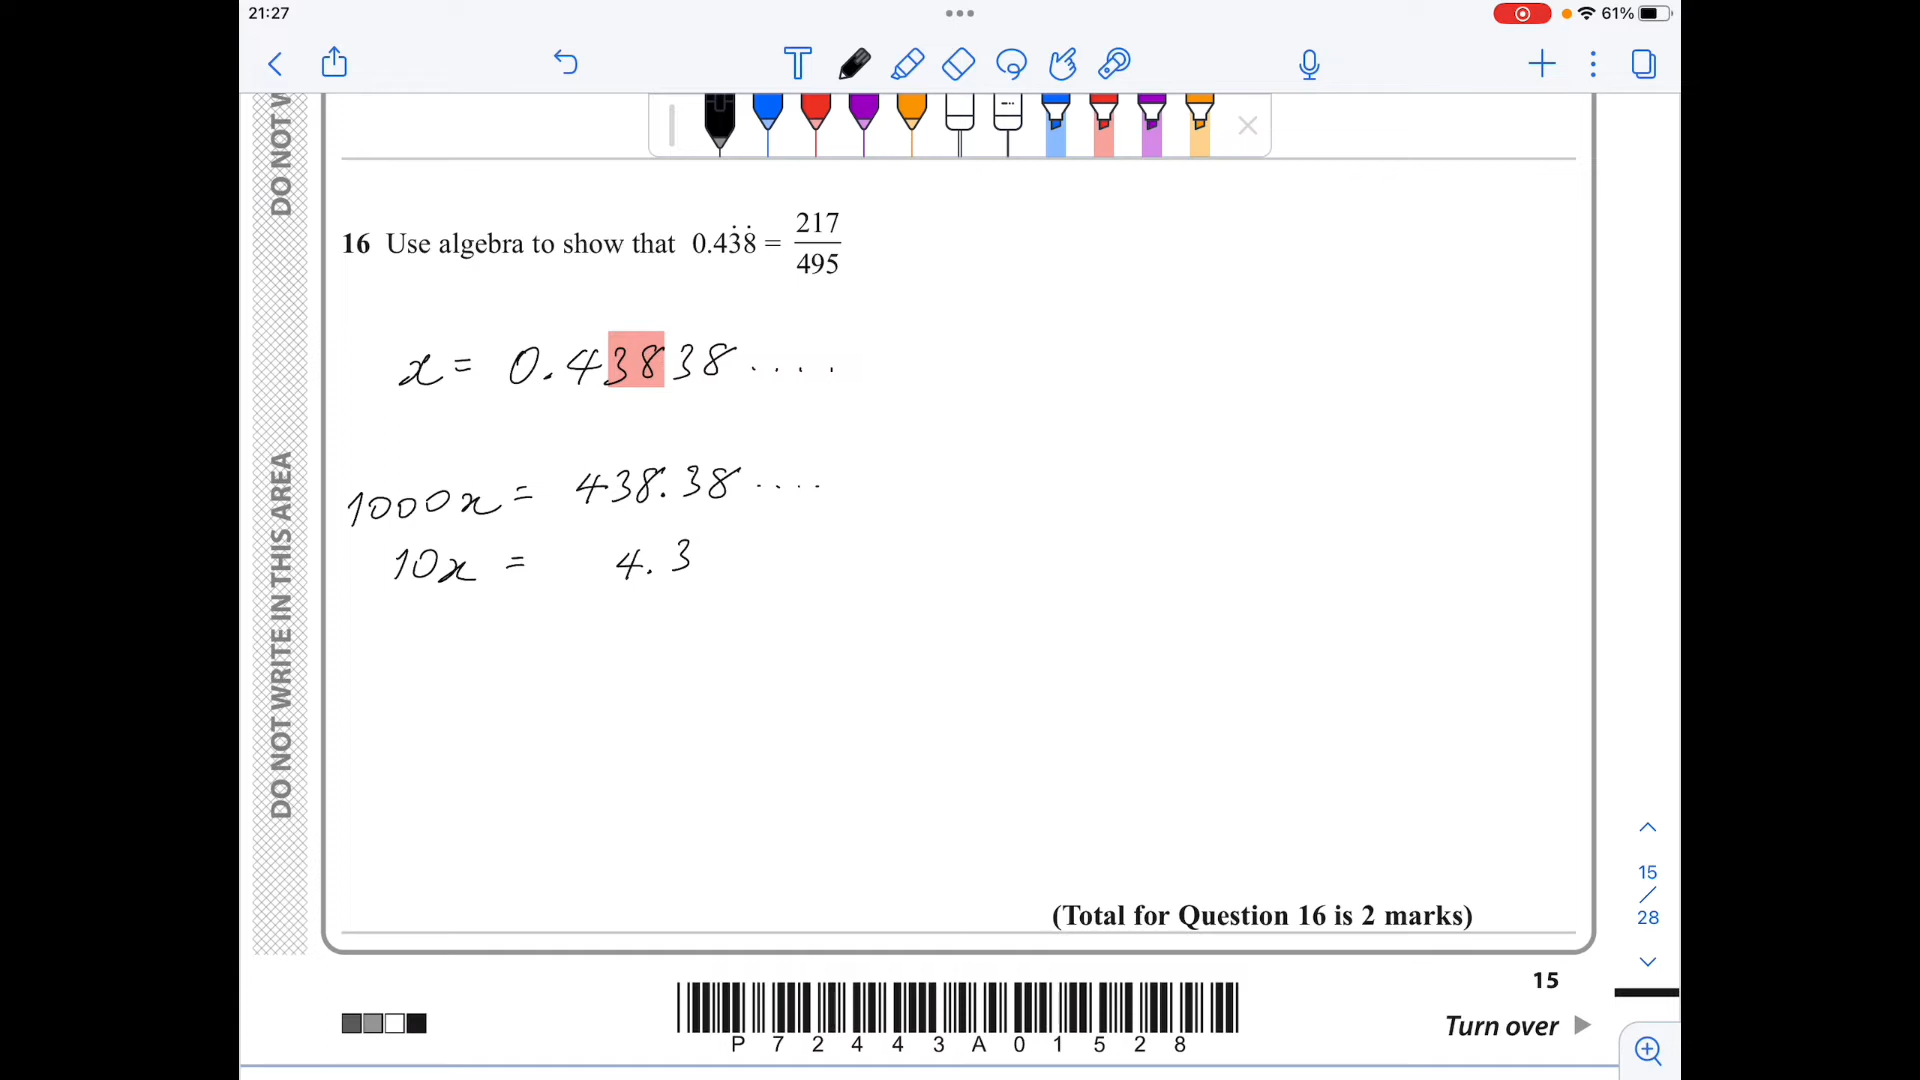 21:27
61%
DO NOT W
DO NOT WRITE IN THIS AREA
16 Use algebra to show that 0.43̇8̇ = 217/495
x = 0.43838 ....
1000x = 438.38 ....
10x = 4.3
(Total for Question 16 is 2 marks)
15
/
28
15
P 7 2 4 4 3 A 0 1 5 2 8
Turn over